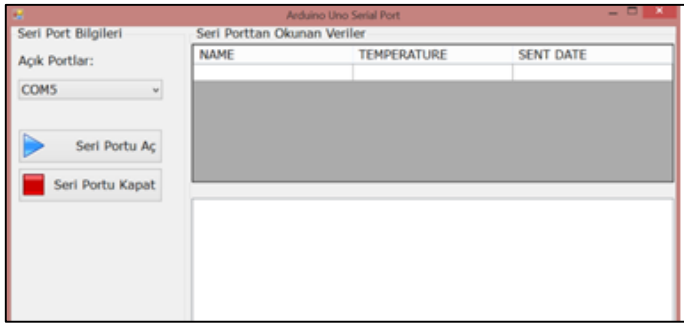 Arduino Uno Serial Port
Seri Port Bilgileri
Açık Portlar:
COM5
Seri Portu Aç
Seri Portu Kapat
Seri Porttan Okunan Veriler
NAME TEMPERATURE SENT DATE